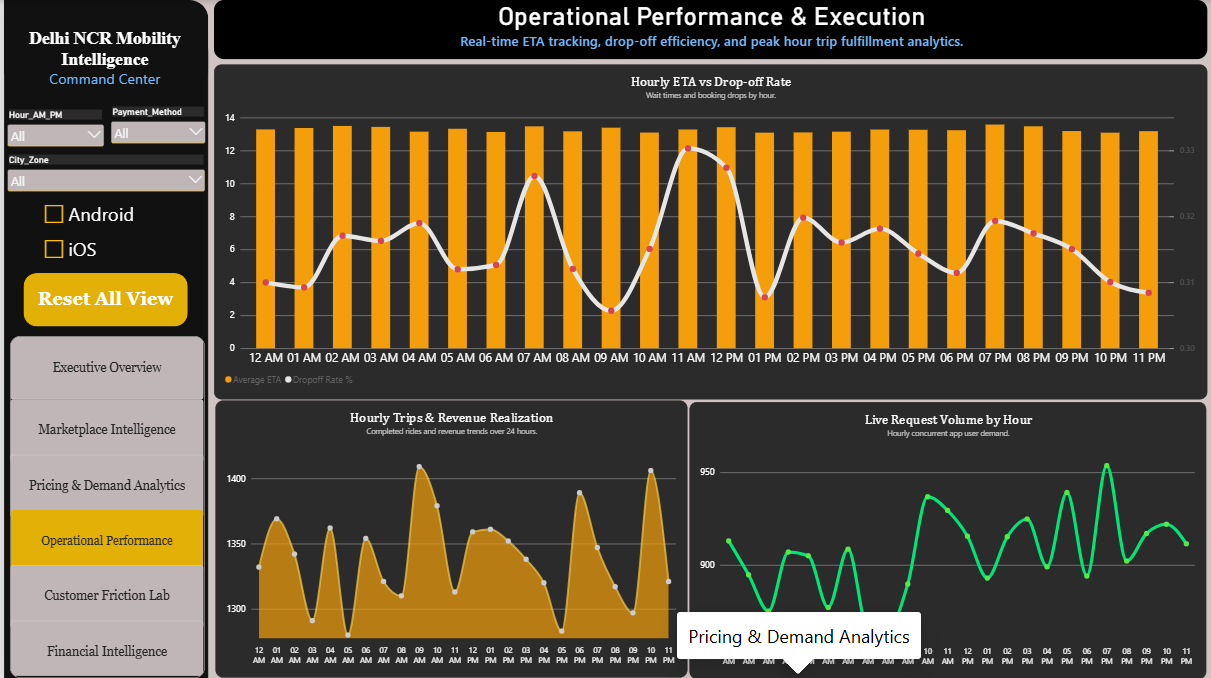 Delhi NCR Mobility
Intelligence
Command Center
Hour_AM_PM
Payment_Method
All
All
City_Zone
All
Android
iOS
Reset All View
Executive Overview
Marketplace Intelligence
Pricing & Demand Analytics
Operational Performance
Customer Friction Lab
Financial Intelligence
Operational Performance & Execution
Real-time ETA tracking, drop-off efficiency, and peak hour trip fulfillment analytics.
Hourly ETA vs Drop-off Rate
Wait times and booking drops by hour.
14
12
10
8
6
4
2
0
0.33
0.32
0.31
0.30
12 AM 01 AM 02 AM 03 AM 04 AM 05 AM 06 AM 07 AM 08 AM 09 AM 10 AM 11 AM 12 PM 01 PM 02 PM 03 PM 04 PM 05 PM 06 PM 07 PM 08 PM 09 PM 10 PM 11 PM
Average ETA Dropoff Rate %
Hourly Trips & Revenue Realization
Completed rides and revenue trends over 24 hours.
1400
1350
1300
12 01 02 03 04 05 06 07 08 09 10 11 12 01 02 03 04 05 06 07 08 09 10 11
AM AM AM AM AM AM AM AM AM AM AM AM PM PM PM PM PM PM PM PM PM PM PM PM
Live Request Volume by Hour
Hourly concurrent app user demand.
950
900
Pricing & Demand Analytics
10 11 12 01 02 03 04 05 06 07 08 09 10 11
AM AM PM PM PM PM PM PM PM PM PM PM PM PM